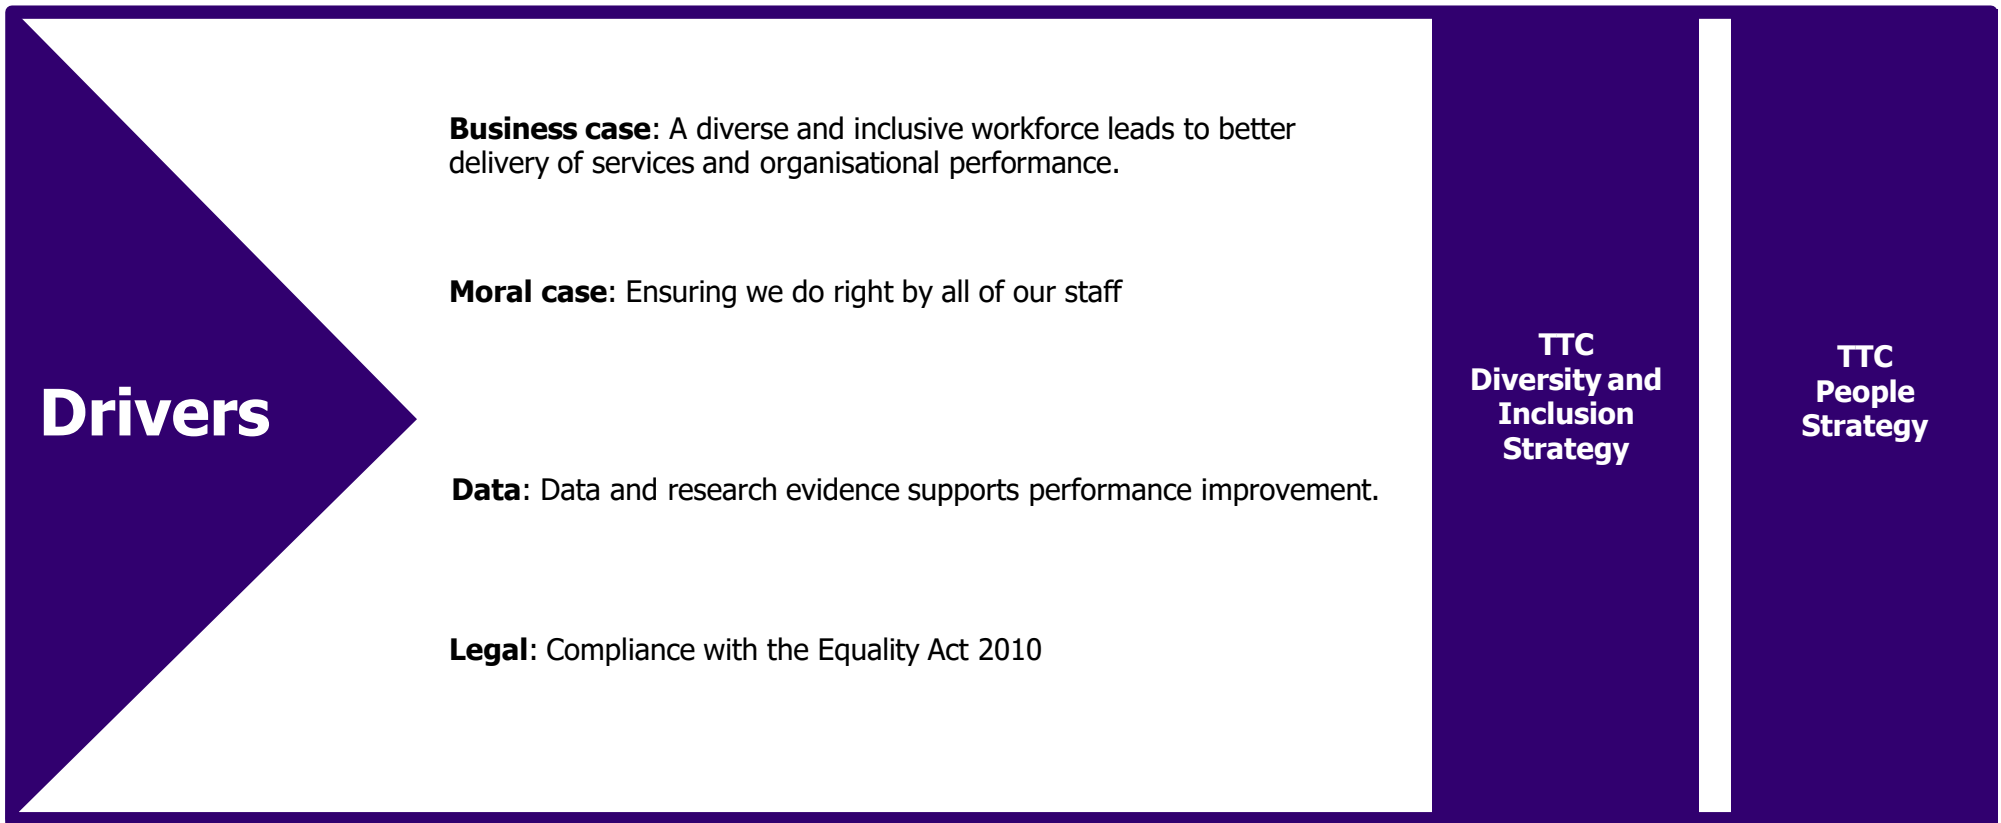 Drivers
Business case: A diverse and inclusive workforce leads to better
delivery of services and organisational performance.
Moral case: Ensuring we do right by all of our staff
Data: Data and research evidence supports performance improvement.
Legal: Compliance with the Equality Act 2010
TTC
Diversity and
Inclusion
Strategy
TTC
People
Strategy